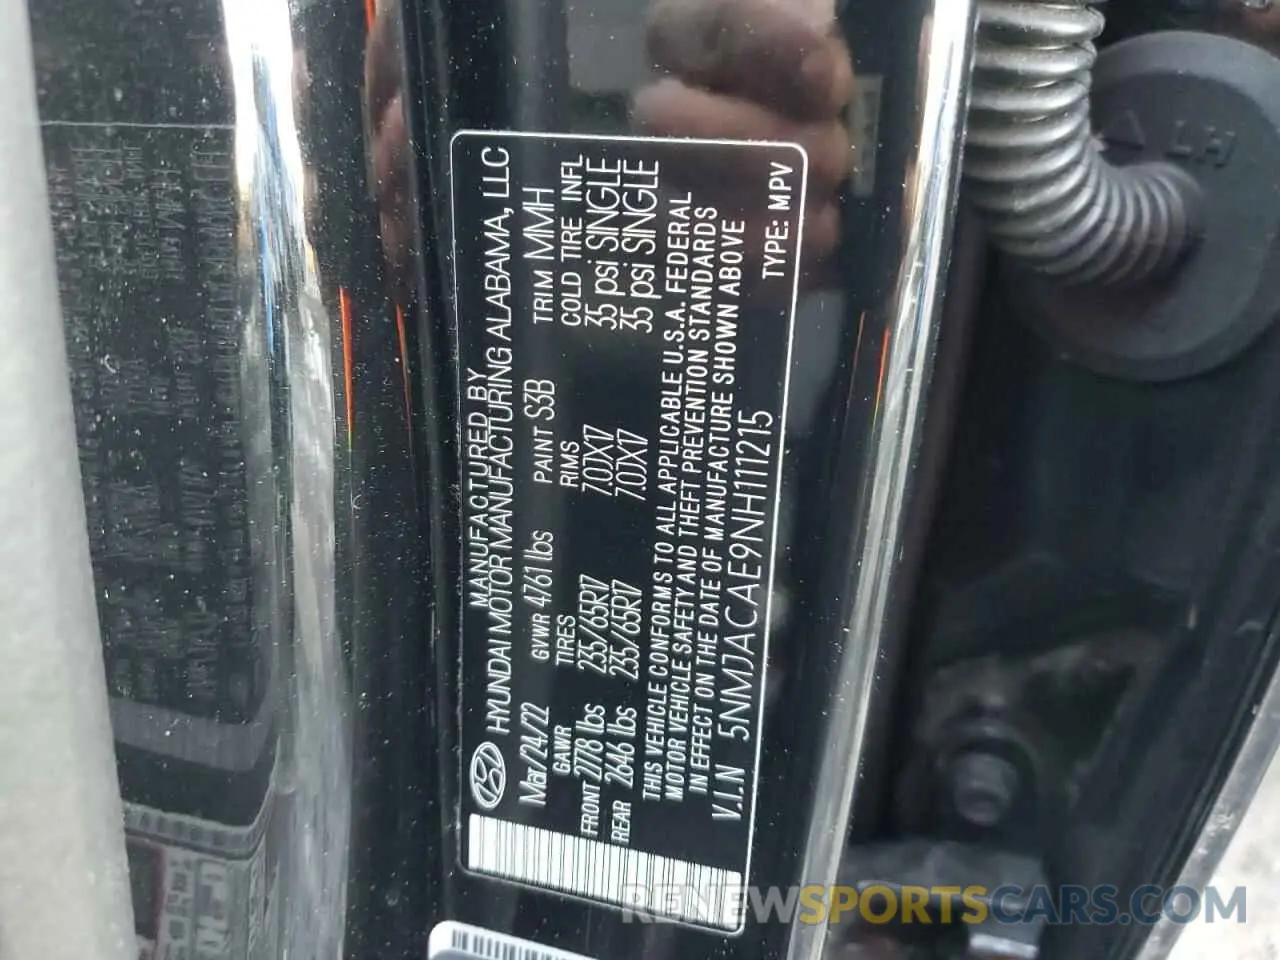 MANUFACTURED BY
HYUNDAI MOTOR MANUFACTURING ALABAMA, LLC
Mar/24/22 GVWR 4761 lbs PAINT S3B TRIM MMH
GAWR TIRES RIMS COLD TIRE INFL
FRONT 2778 lbs 235/65R17 7.0JX17 35 psi SINGLE
REAR 2646 lbs 235/65R17 7.0JX17 35 psi SINGLE
THIS VEHICLE CONFORMS TO ALL APPLICABLE U.S.A. FEDERAL
MOTOR VEHICLE SAFETY AND THEFT PREVENTION STANDARDS
IN EFFECT ON THE DATE OF MANUFACTURE SHOWN ABOVE
V.I.N 5NMJACAE9NH111215
TYPE: MPV
LH
RENEWSPORTSCARS.COM